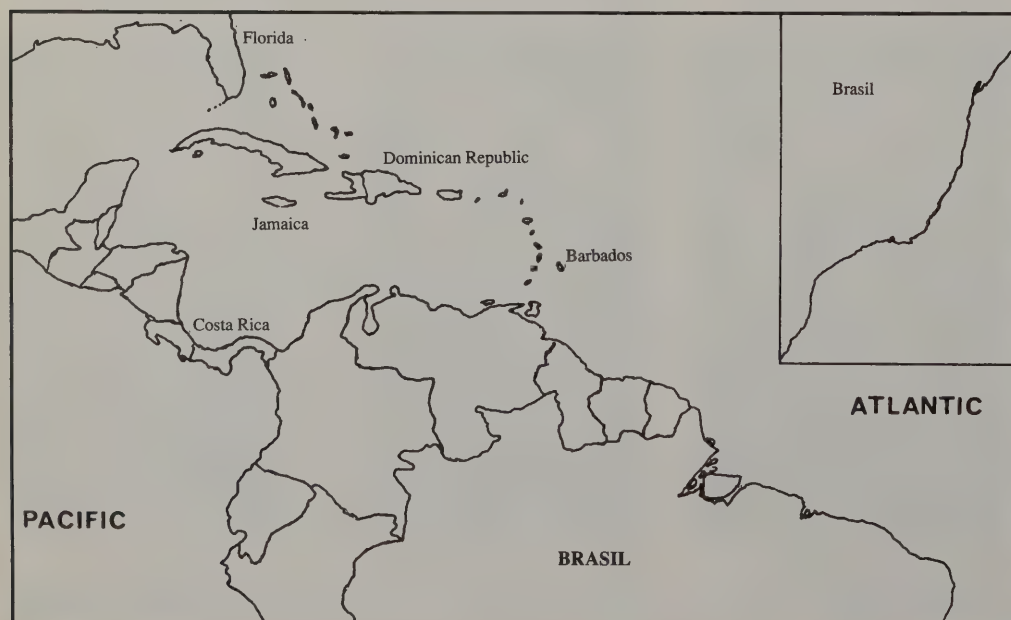 Florida
Brasil
Dominican Republic
Jamaica
Barbados
Costa Rica
ATLANTIC
PACIFIC
BRASIL